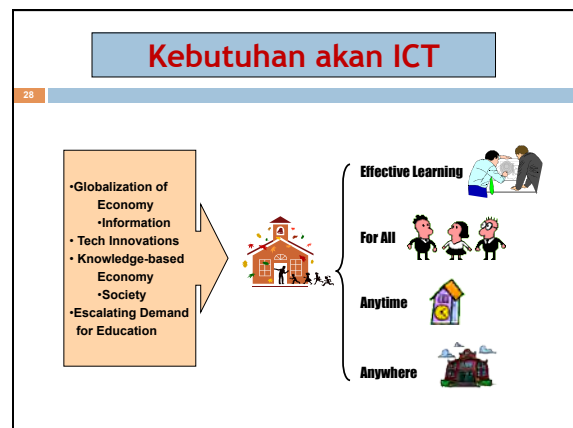 Kebutuhan akan ICT
28
•Globalization of
Economy
•Information
• Tech Innovations
• Knowledge-based
Economy
•Society
•Escalating Demand
for Education
Effective Learning
For All
Anytime
Anywhere